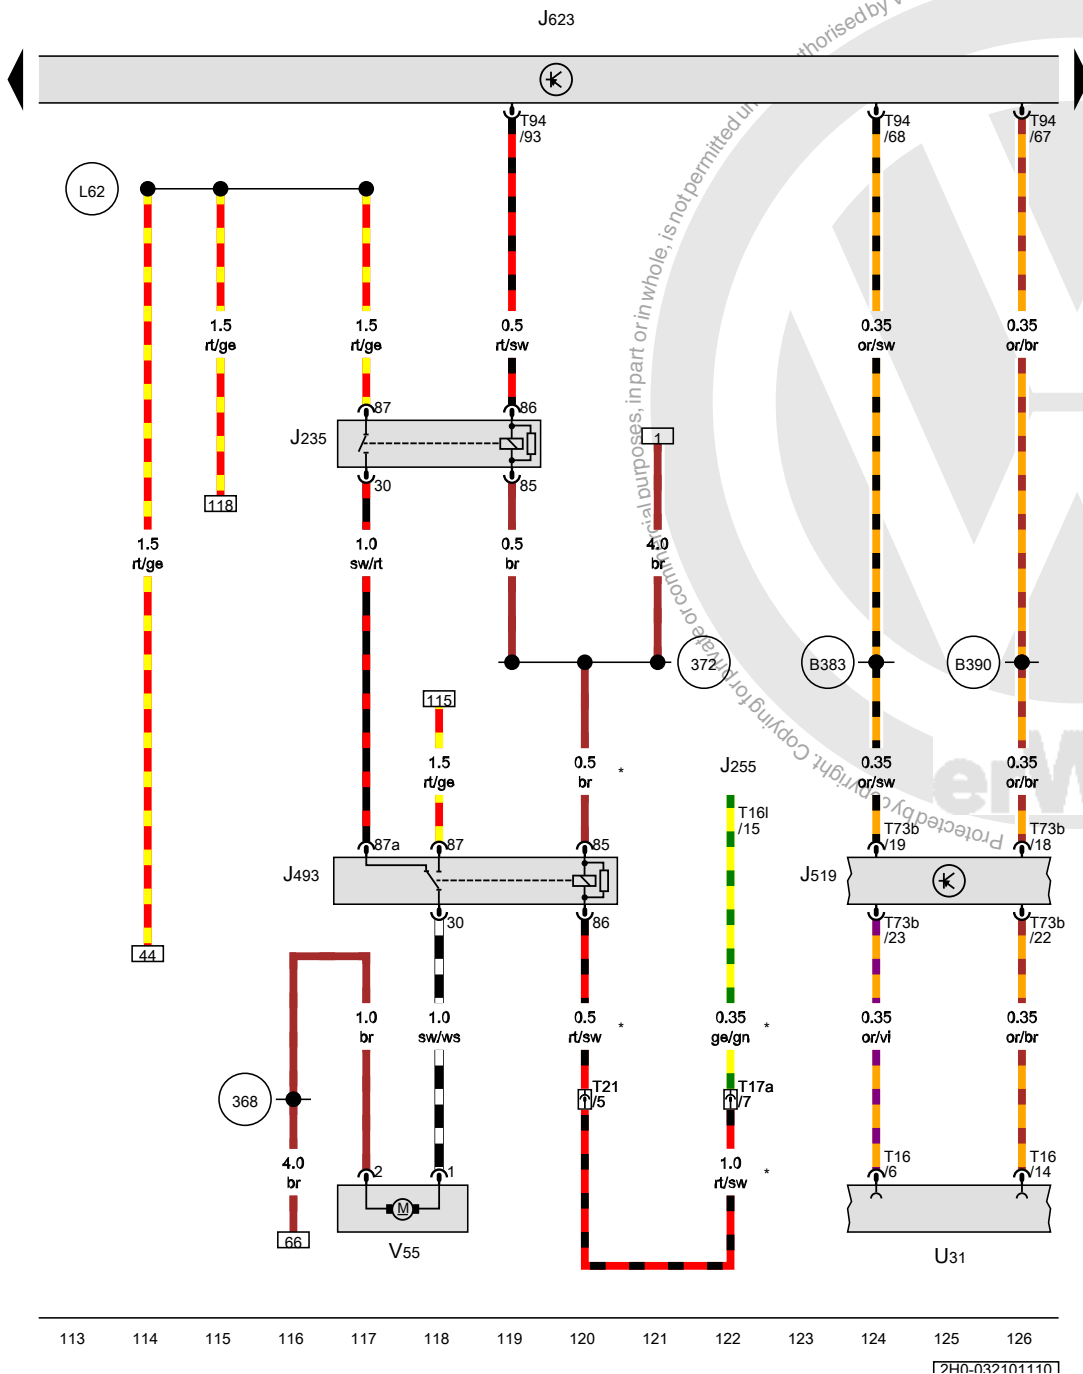 J623
T94
/93
T94
/68
T94
/67
L62
1.5
rt/ge
1.5
rt/ge
0.5
rt/sw
0.35
or/sw
0.35
or/br
87
86
J235
1
30
85
118
1.5
rt/ge
1.0
sw/rt
0.5
br
4.0
br
372
B383
B390
115
1.5
rt/ge
0.5
br
*
J255
0.35
or/sw
0.35
or/br
T16l
/15
87a
87
85
T73b
/19
T73b
/18
J493
J519
30
86
T73b
/23
T73b
/22
44
1.0
br
1.0
sw/ws
0.5
rt/sw
*
0.35
ge/gn
*
0.35
or/vi
0.35
or/br
368
T21
/5
T17a
/7
4.0
br
2
1
1.0
rt/sw
*
T16
/6
T16
/14
M
66
V55
U31
113 114 115 116 117 118 119 120 121 122 123 124 125 126
2H0-032101110
Protected by copyright. Copying for private or commercial purposes, in part or in whole, is not permitted